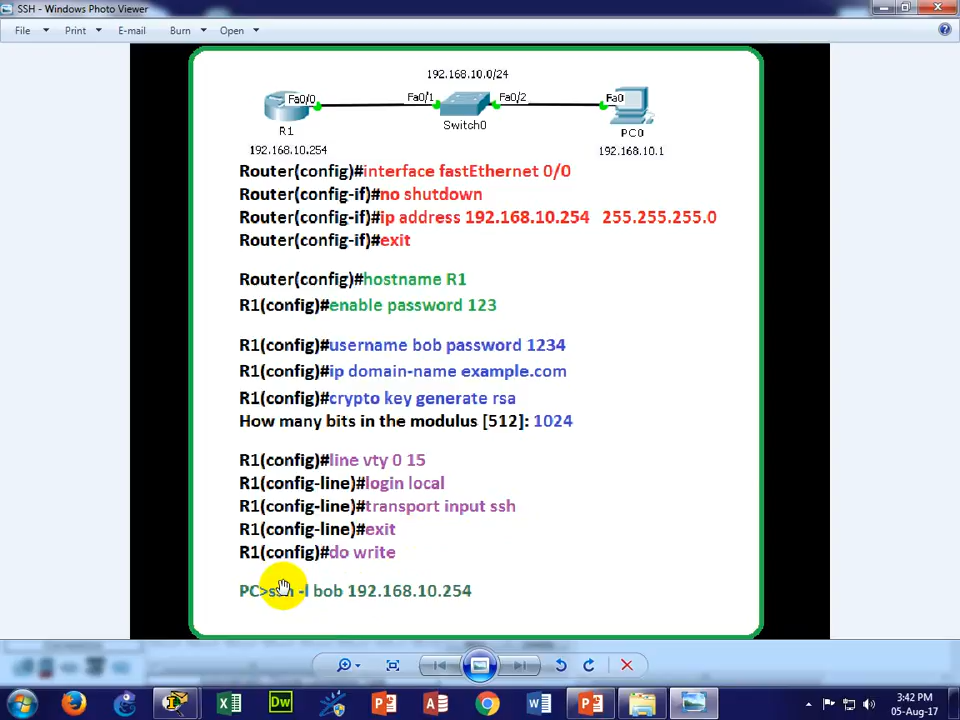 SSH - Windows Photo Viewer
File Print E-mail Burn Open
192.168.10.0/24
Fa0/0 Fa0/1 Fa0/2 Fa0
R1 Switch0 PC0
192.168.10.254 192.168.10.1
Router(config)#interface fastEthernet 0/0
Router(config-if)#no shutdown
Router(config-if)#ip address 192.168.10.254 255.255.255.0
Router(config-if)#exit
Router(config)#hostname R1
R1(config)#enable password 123
R1(config)#username bob password 1234
R1(config)#ip domain-name example.com
R1(config)#crypto key generate rsa
How many bits in the modulus [512]: 1024
R1(config)#line vty 0 15
R1(config-line)#login local
R1(config-line)#transport input ssh
R1(config-line)#exit
R1(config)#do write
PC>ssh -l bob 192.168.10.254
3:42 PM
05-Aug-17